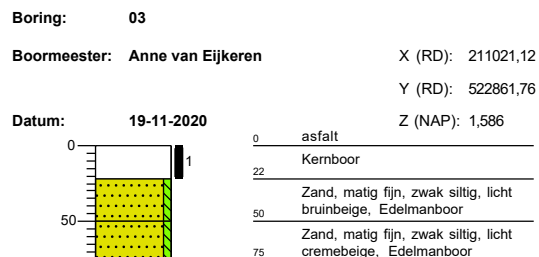 Boring: 03
Boormeester: Anne van Eijkeren X (RD): 211021,12
Y (RD): 522861,76
Datum: 19-11-2020 Z (NAP): 1,586
0 1 0 asfalt
Kernboor
22
Zand, matig fijn, zwak siltig, licht
50 50 bruinbeige, Edelmanboor
Zand, matig fijn, zwak siltig, licht
75 cremebeige, Edelmanboor